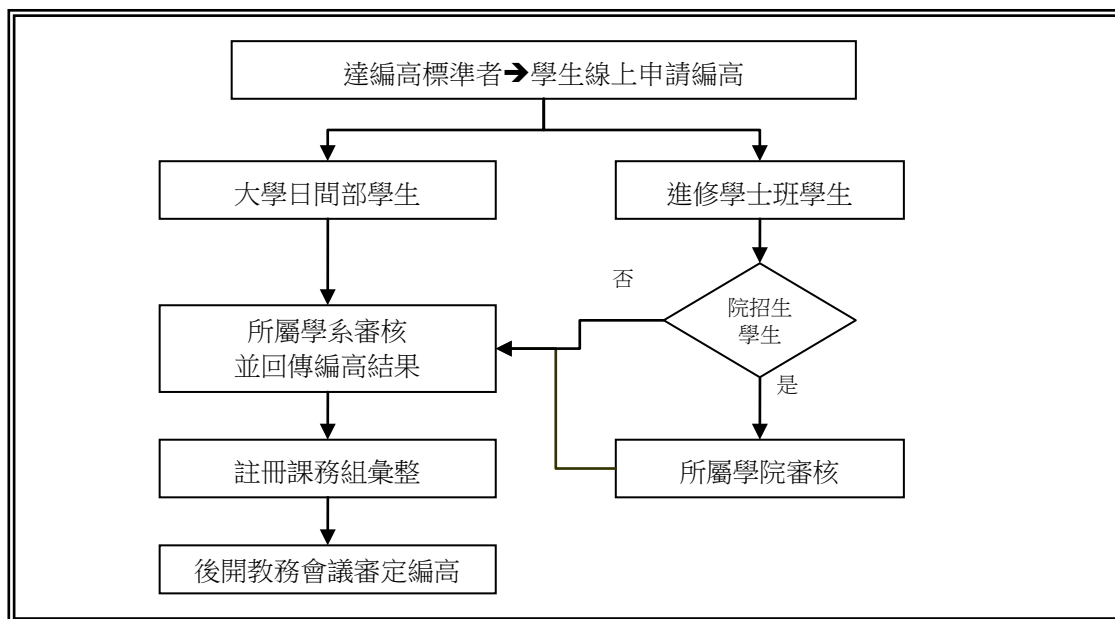 達編高標準者➔學生線上申請編高
大學日間部學生
進修學士班學生
否
院招生
學生
所屬學系審核
並回傳編高結果
是
註冊課務組彙整
所屬學院審核
後開教務會議審定編高